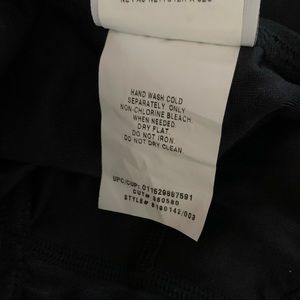 HAND WASH COLD
SEPARATELY. ONLY
NON-CHLORINE BLEACH.
WHEN NEEDED.
DRY FLAT.
DO NOT IRON.
DO NOT DRY CLEAN.
UPC/CUP: 011529887591
CUT# 360580
STYLE# 8190142/003